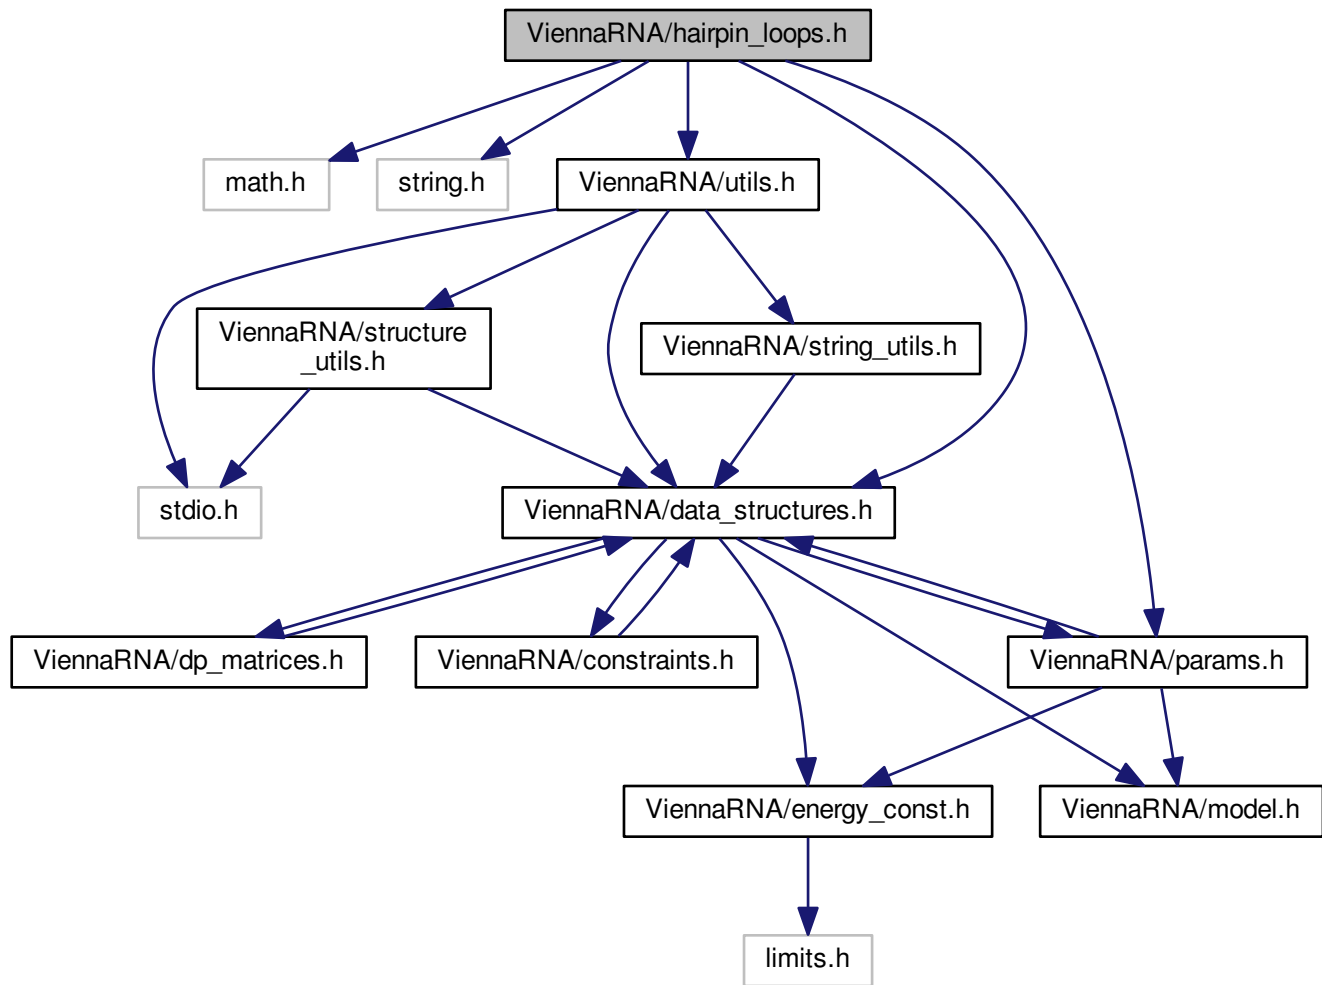 ViennaRNA/hairpin_loops.h
math.h
string.h
ViennaRNA/utils.h
ViennaRNA/structure
_utils.h
ViennaRNA/string_utils.h
stdio.h
ViennaRNA/data_structures.h
ViennaRNA/dp_matrices.h
ViennaRNA/constraints.h
ViennaRNA/params.h
ViennaRNA/energy_const.h
ViennaRNA/model.h
limits.h